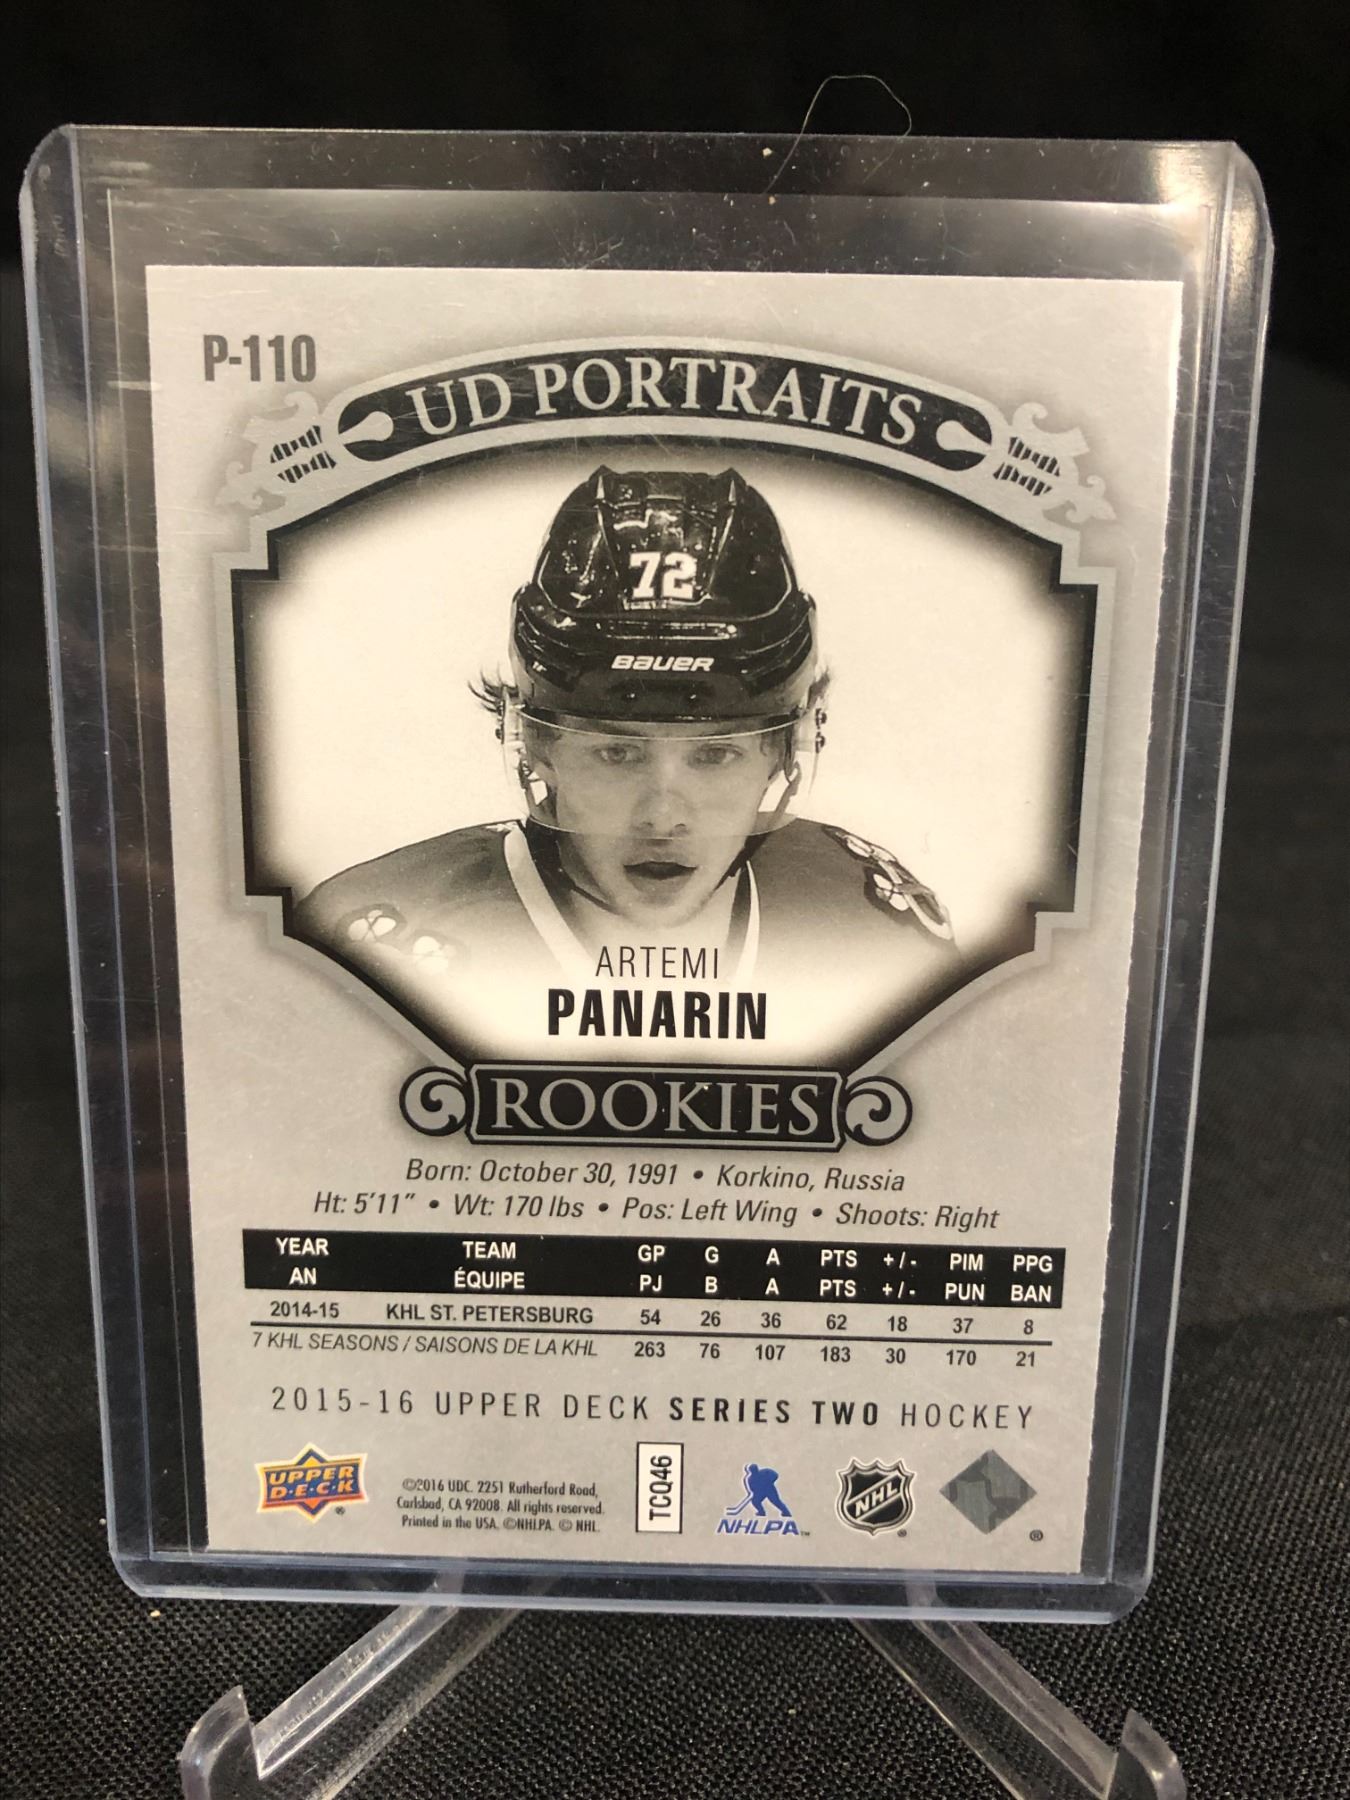 P-110
UD PORTRAITS
72
BAUER
ARTEMI
PANARIN
ROOKIES
Born: October 30, 1991 • Korkino, Russia
Ht: 5'11" • Wt: 170 lbs • Pos: Left Wing • Shoots: Right
YEAR TEAM GP G A PTS +/- PIM PPG
AN ÉQUIPE PJ B A PTS +/- PUN BAN
2014-15 KHL ST. PETERSBURG 54 26 36 62 18 37 8
7 KHL SEASONS / SAISONS DE LA KHL 263 76 107 183 30 170 21
2015-16 UPPER DECK SERIES TWO HOCKEY
UPPER
D·E·C·K ®
©2016 UDC. 2251 Rutherford Road,
Carlsbad, CA 92008. All rights reserved.
Printed in the USA. ©NHLPA. © NHL.
TCQ46
NHLPA™
NHL ®
®